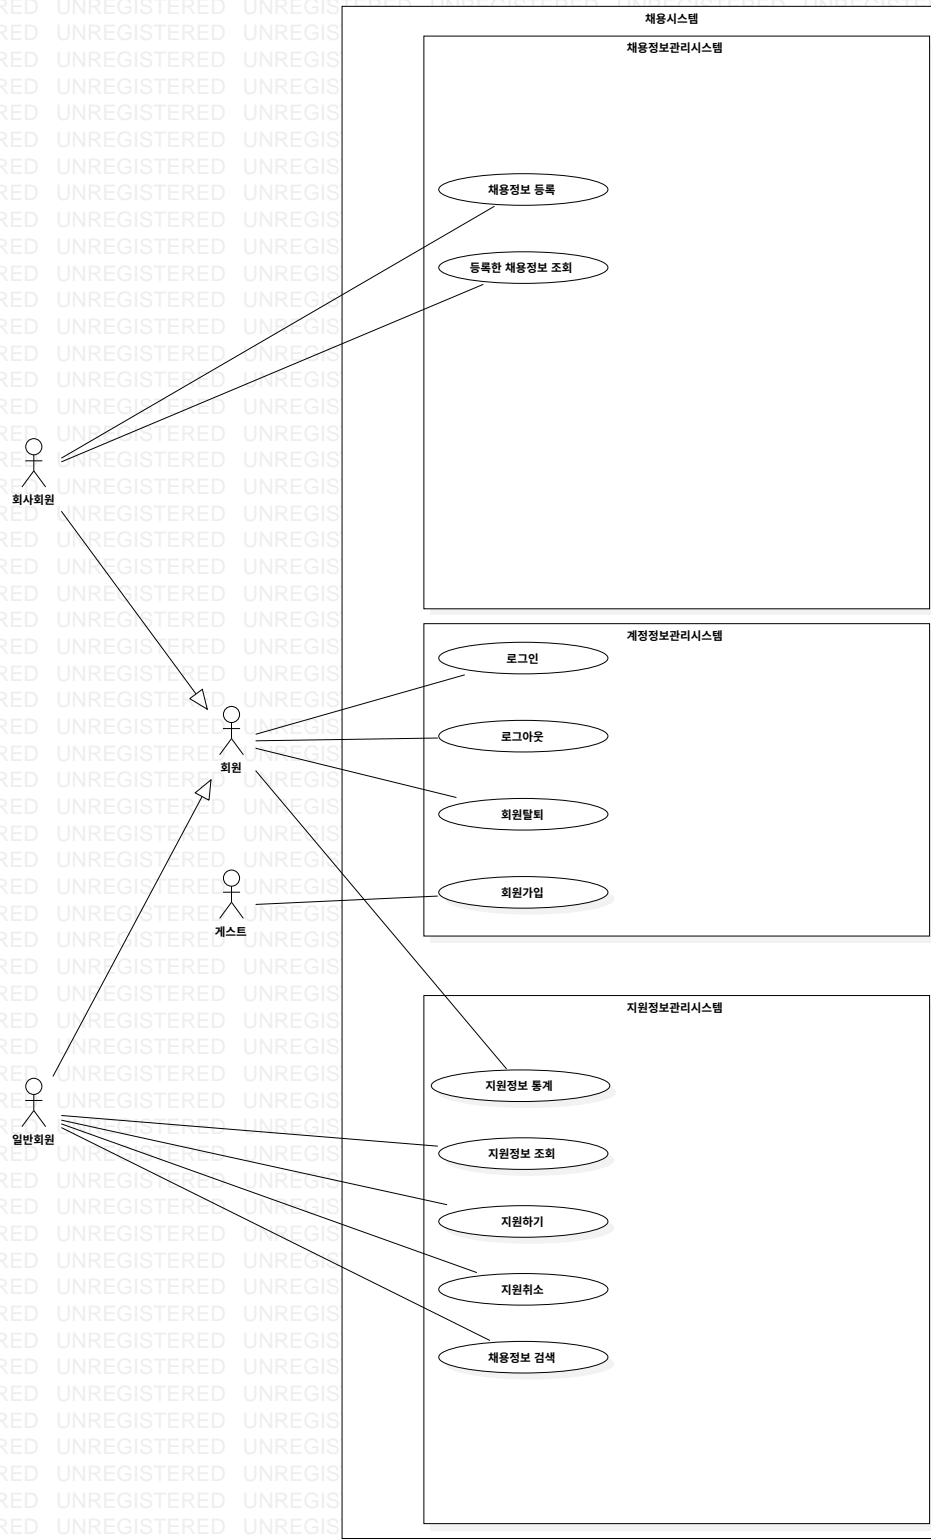 채용시스템
채용정보관리시스템
채용정보 등록
등록한 채용정보 조회
회사회원
계정정보관리시스템
로그인
로그아웃
회원
회원탈퇴
회원가입
게스트
지원정보관리시스템
지원정보 통계
일반회원
지원정보 조회
지원하기
지원취소
채용정보 검색
UNREGISTERED